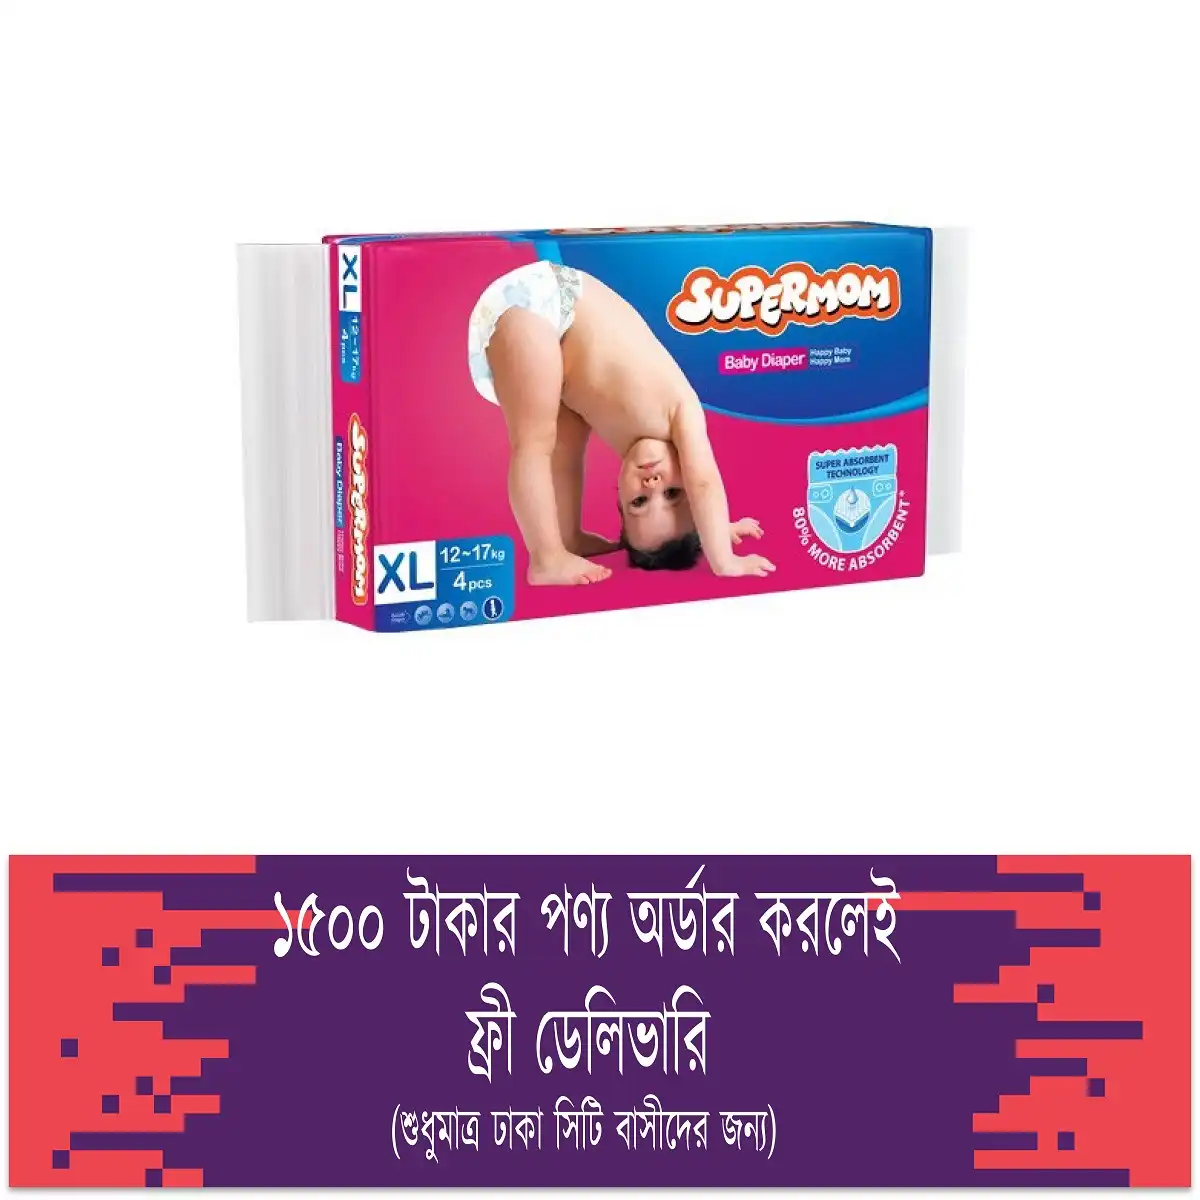 SUPERMOM
Baby Diaper
Happy Baby
Happy Mom
SUPER ABSORBENT
TECHNOLOGY
80% MORE ABSORBENT*
XL
12~17kg
4pcs
XL
12~17kg
4pcs
SUPERMOM
Baby Diaper
১৫০০ টাকার পণ্য অর্ডার করলেই
ফ্রী ডেলিভারি
(শুধুমাত্র ঢাকা সিটি বাসীদের জন্য)